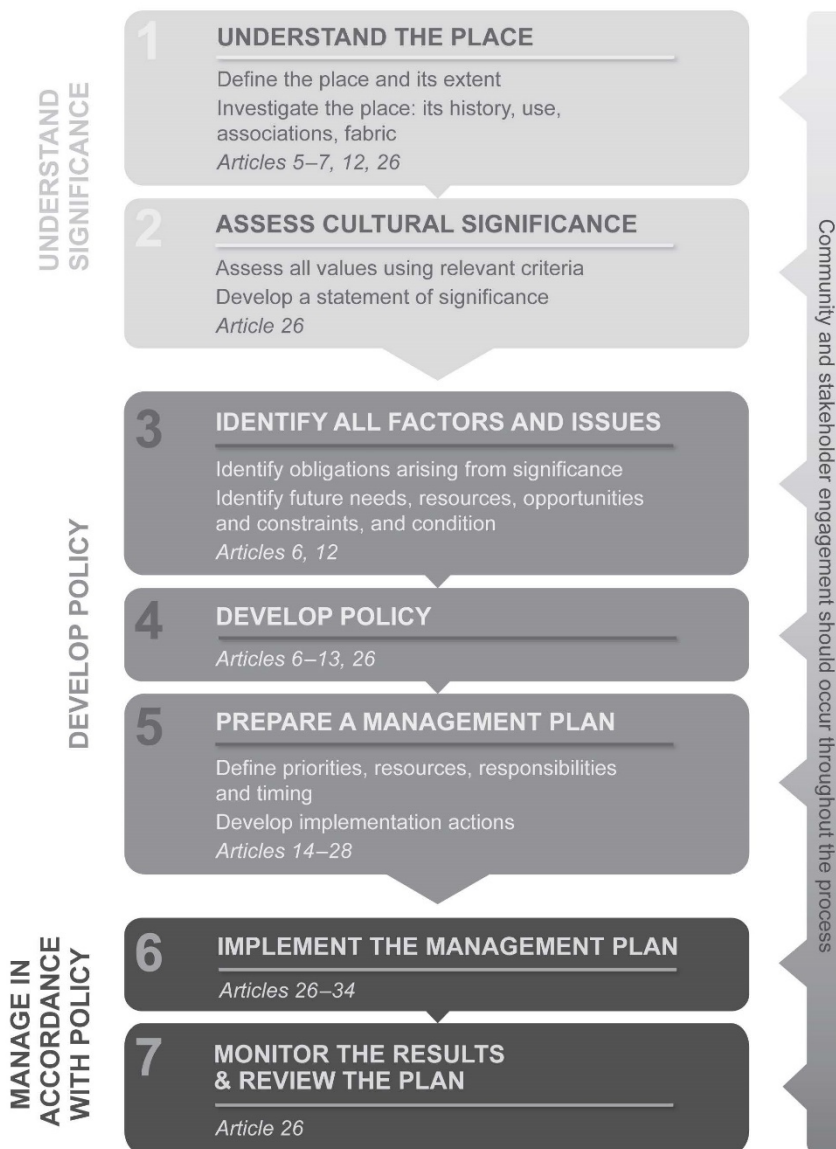 UNDERSTAND
SIGNIFICANCE
1
UNDERSTAND THE PLACE
Define the place and its extent
Investigate the place: its history, use,
associations, fabric
Articles 5–7, 12, 26
2
ASSESS CULTURAL SIGNIFICANCE
Assess all values using relevant criteria
Develop a statement of significance
Article 26
DEVELOP POLICY
3
IDENTIFY ALL FACTORS AND ISSUES
Identify obligations arising from significance
Identify future needs, resources, opportunities
and constraints, and condition
Articles 6, 12
4
DEVELOP POLICY
Articles 6–13, 26
5
PREPARE A MANAGEMENT PLAN
Define priorities, resources, responsibilities
and timing
Develop implementation actions
Articles 14–28
MANAGE IN
ACCORDANCE
WITH POLICY
6
IMPLEMENT THE MANAGEMENT PLAN
Articles 26–34
7
MONITOR THE RESULTS
& REVIEW THE PLAN
Article 26
Community and stakeholder engagement should occur throughout the process